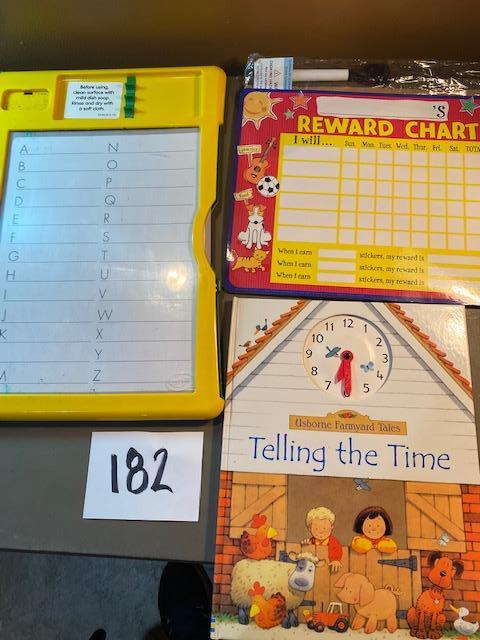 Before using,
clean surface with
mild dish soap.
Rinse and dry with
a soft cloth.
A N
B O
C P
D Q
E R
F S
G T
H U
I V
J W
K X
Y
M Z
'S
REWARD CHART
I will... Sun. Mon. Tues. Wed. Thur. Fri. Sat.
When I earn stickers, my reward is
When I earn stickers, my reward is
When I earn stickers, my reward is
12
11 1
10 2
9 3
8 4
7 5
Usborne Farmyard Tales
Telling the Time
182